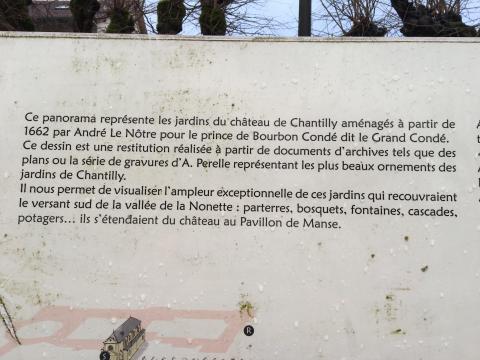 Ce panorama représente les jardins du château de Chantilly aménagés à partir de
1662 par André Le Nôtre pour le prince de Bourbon Condé dit le Grand Condé.
Ce dessin est une restitution réalisée à partir de documents d'archives tels que des
plans ou la série de gravures d'A. Perelle représentant les plus beaux ornements des
jardins de Chantilly.
Il nous permet de visualiser l'ampleur exceptionnelle de ces jardins qui recouvraient
le versant sud de la vallée de la Nonette : parterres, bosquets, fontaines, cascades,
potagers... ils s'étendaient du château au Pavillon de Manse.
R
S